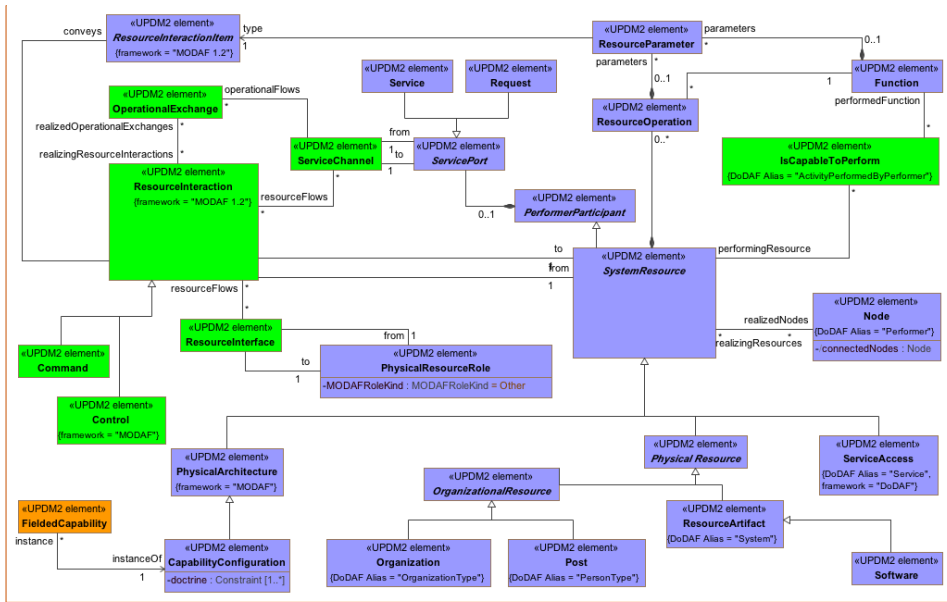 «UPDM2 element»
ResourceInteractionItem
{framework = "MODAF 1.2"}
conveys
type
1
«UPDM2 element»
ResourceParameter
parameters
*
0..1
parameters
*
0..1
«UPDM2 element»
Function
1
*
performedFunction
*
«UPDM2 element»
Service
«UPDM2 element»
Request
«UPDM2 element»
OperationalExchange
operationalFlows
*
*
realizedOperationalExchanges
*
realizingResourceInteractions
*
«UPDM2 element»
ResourceOperation
0..*
«UPDM2 element»
ServiceChannel
from
1
to
1
«UPDM2 element»
ServicePort
«UPDM2 element»
IsCapableToPerform
{DoDAF Alias = "ActivityPerformedByPerformer"}
«UPDM2 element»
ResourceInteraction
{framework = "MODAF 1.2"}
*
resourceFlows
*
0..1
«UPDM2 element»
PerformerParticipant
*
to
1
from
1
«UPDM2 element»
SystemResource
performingResource
resourceFlows
*
*
«UPDM2 element»
Node
{DoDAF Alias = "Performer"}
-/connectedNodes : Node
realizedNodes
*
*
realizingResources
«UPDM2 element»
ResourceInterface
from
1
to
1
«UPDM2 element»
PhysicalResourceRole
-MODAFRoleKind : MODAFRoleKind = Other
«UPDM2 element»
Command
«UPDM2 element»
Control
{framework = "MODAF"}
«UPDM2 element»
PhysicalArchitecture
{framework = "MODAF"}
«UPDM2 element»
Physical Resource
«UPDM2 element»
ServiceAccess
{DoDAF Alias = "Service",
framework = "DoDAF"}
«UPDM2 element»
OrganizationalResource
«UPDM2 element»
FieldedCapability
instance
*
instanceOf
1
«UPDM2 element»
ResourceArtifact
{DoDAF Alias = "System"}
«UPDM2 element»
CapabilityConfiguration
-doctrine : Constraint [1..*]
«UPDM2 element»
Organization
{DoDAF Alias = "OrganizationType"}
«UPDM2 element»
Post
{DoDAF Alias = "PersonType"}
«UPDM2 element»
Software